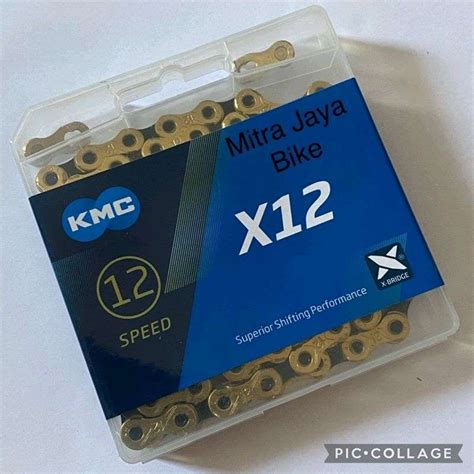 Mitra Jaya
Bike
KMC
X12
12
SPEED
X-BRIDGE
Superior Shifting Performance
PIC•COLLAGE